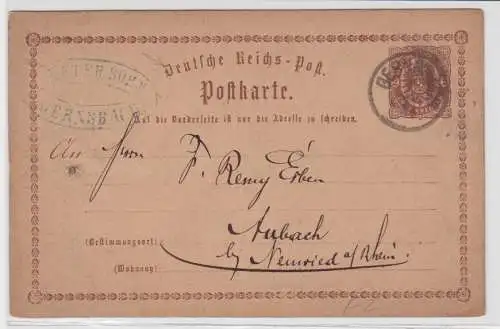 Deutsche Reichs-Post.
Postkarte.
Auf die Vorderseite ist nur die Adresse zu schreiben.
An Herrn
F. Remy Erben
(Bestimmungsort) Aubach
(Wohnung) by Neuwied a/Rhein